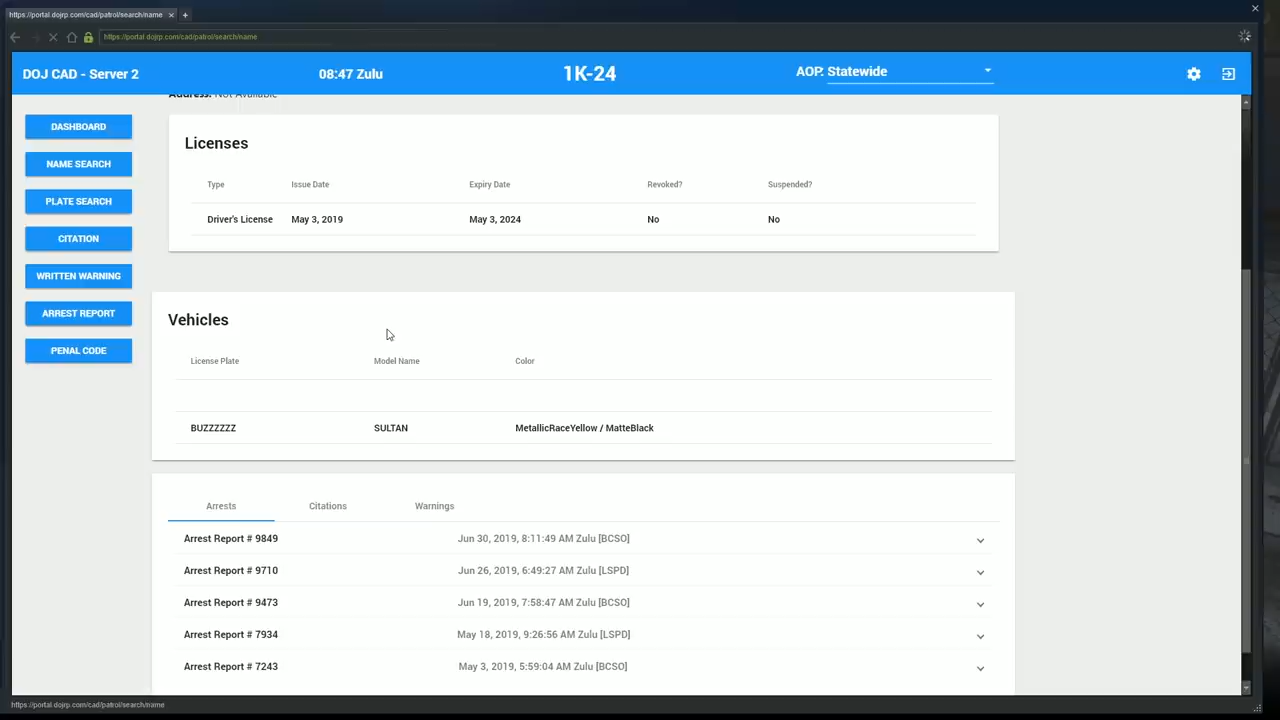 https://portal.dojrp.com/cad/patrol/search/name
https://portal.dojrp.com/cad/patrol/search/name
DOJ CAD - Server 2
08:47 Zulu
1K-24
AOP: Statewide
Address: Not Available
DASHBOARD
NAME SEARCH
PLATE SEARCH
CITATION
WRITTEN WARNING
ARREST REPORT
PENAL CODE
Licenses
Type Issue Date Expiry Date Revoked? Suspended?
Driver's License May 3, 2019 May 3, 2024 No No
Vehicles
License Plate Model Name Color
BUZZZZZZ SULTAN MetallicRaceYellow / MatteBlack
Arrests Citations Warnings
Arrest Report # 9849 Jun 30, 2019, 8:11:49 AM Zulu [BCSO]
Arrest Report # 9710 Jun 26, 2019, 6:49:27 AM Zulu [LSPD]
Arrest Report # 9473 Jun 19, 2019, 7:58:47 AM Zulu [BCSO]
Arrest Report # 7934 May 18, 2019, 9:26:56 AM Zulu [LSPD]
Arrest Report # 7243 May 3, 2019, 5:59:04 AM Zulu [BCSO]
https://portal.dojrp.com/cad/patrol/search/name